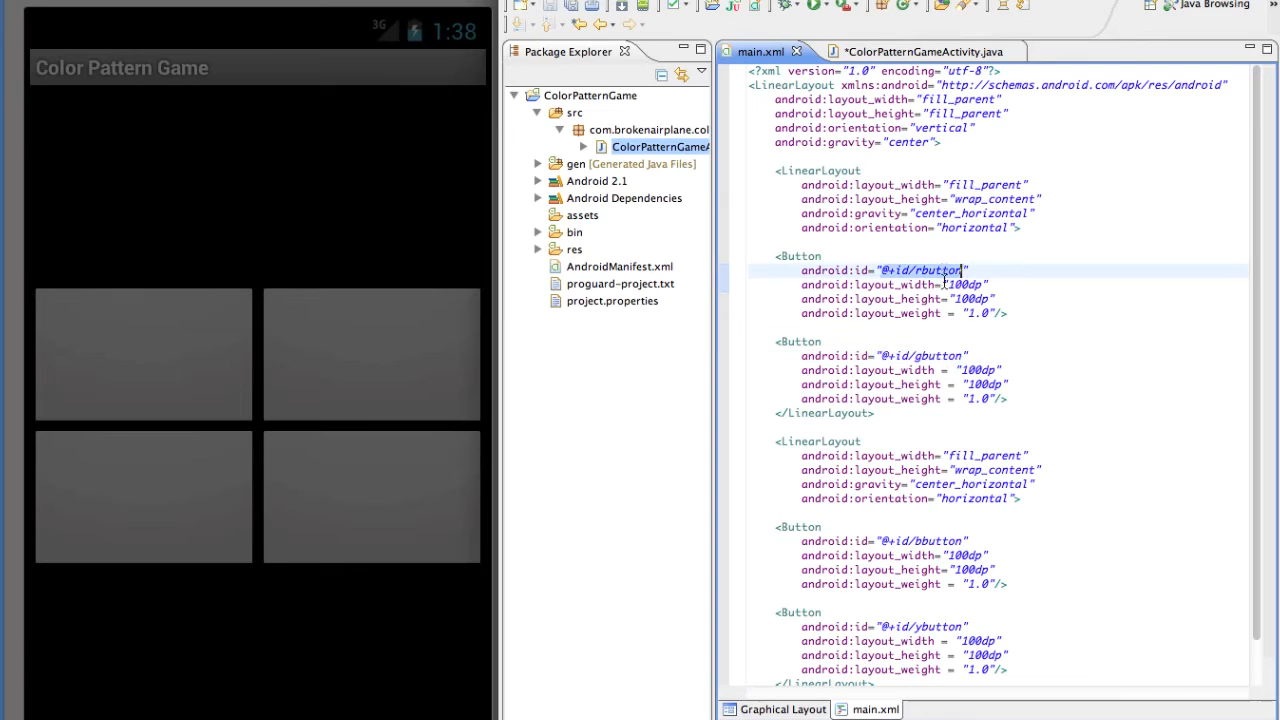 3G 1:38
Color Pattern Game
Java Browsing
Package Explorer
ColorPatternGame
src
com.brokenairplane.col
ColorPatternGameA
gen [Generated Java Files]
Android 2.1
Android Dependencies
assets
bin
res
AndroidManifest.xml
proguard-project.txt
project.properties
main.xml *ColorPatternGameActivity.java
<?xml version="1.0" encoding="utf-8"?>
<LinearLayout xmlns:android="http://schemas.android.com/apk/res/android"
android:layout_width="fill_parent"
android:layout_height="fill_parent"
android:orientation="vertical"
android:gravity="center">
<LinearLayout
android:layout_width="fill_parent"
android:layout_height="wrap_content"
android:gravity="center_horizontal"
android:orientation="horizontal">
<Button
android:id="@+id/rbutton"
android:layout_width="100dp"
android:layout_height="100dp"
android:layout_weight = "1.0"/>
<Button
android:id="@+id/gbutton"
android:layout_width = "100dp"
android:layout_height = "100dp"
android:layout_weight = "1.0"/>
</LinearLayout>
<LinearLayout
android:layout_width="fill_parent"
android:layout_height="wrap_content"
android:gravity="center_horizontal"
android:orientation="horizontal">
<Button
android:id="@+id/bbutton"
android:layout_width="100dp"
android:layout_height="100dp"
android:layout_weight = "1.0"/>
<Button
android:id="@+id/ybutton"
android:layout_width = "100dp"
android:layout_height = "100dp"
android:layout_weight = "1.0"/>
</LinearLayout>
Graphical Layout main.xml